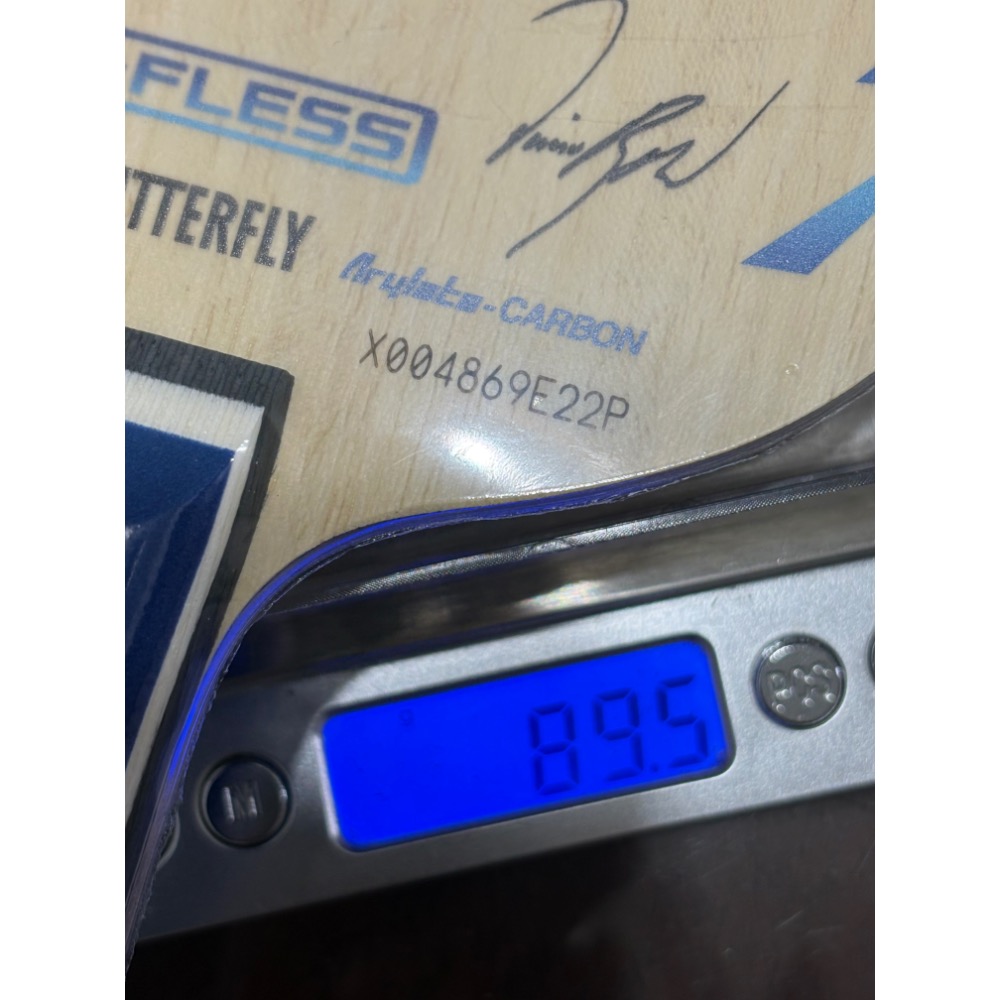 FLESS
TTERFLY
Arylate-CARBON
X004869E22P
g
89.5
M